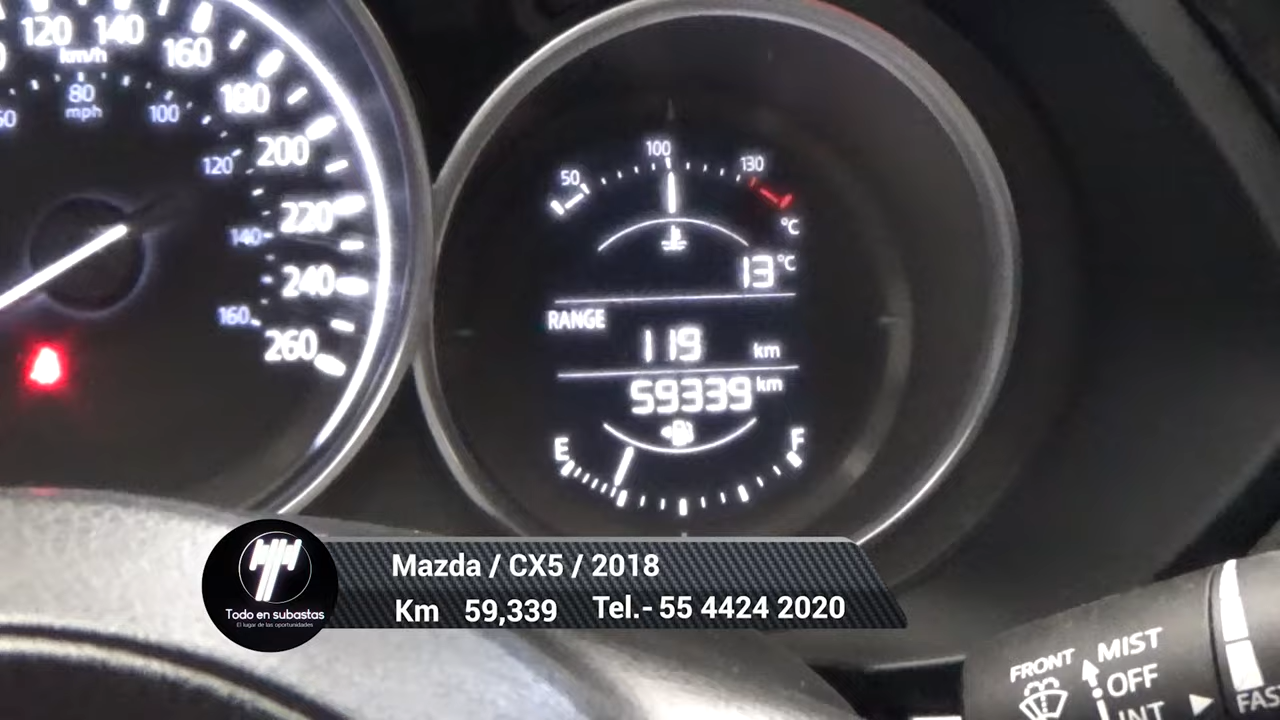 120 140
km/h
160
180
200
220
240
260
80
mph
100
120
140
160
50
100
130
°C
13 °C
RANGE
119 km
59339 km
E
F
Mazda / CX5 / 2018
Km 59,339 Tel.- 55 4424 2020
Todo en subastas
El lugar de las oportunidades
FRONT
MIST
OFF
INT